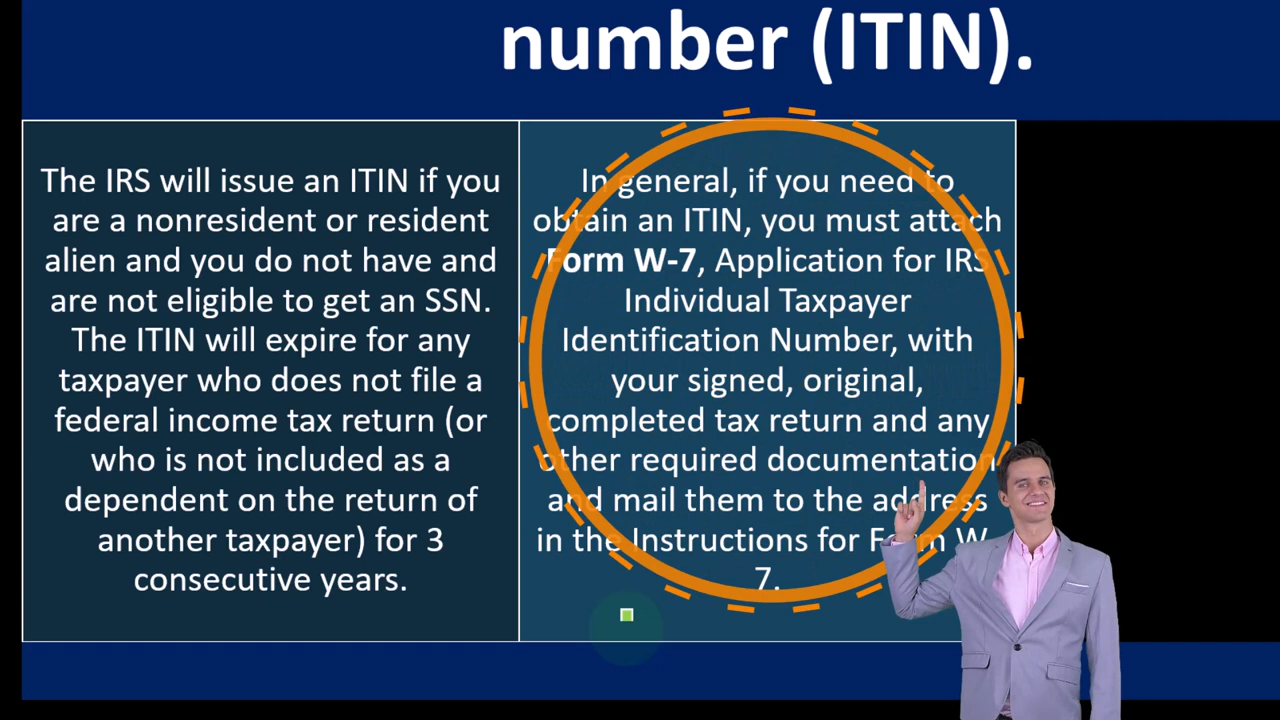 number (ITIN).
The IRS will issue an ITIN if you
are a nonresident or resident
alien and you do not have and
are not eligible to get an SSN.
The ITIN will expire for any
taxpayer who does not file a
federal income tax return (or
who is not included as a
dependent on the return of
another taxpayer) for 3
consecutive years.
In general, if you need to
obtain an ITIN, you must attach
Form W-7, Application for IRS
Individual Taxpayer
Identification Number, with
your signed, original,
completed tax return and any
other required documentation
and mail them to the address
in the Instructions for Form W-
7.